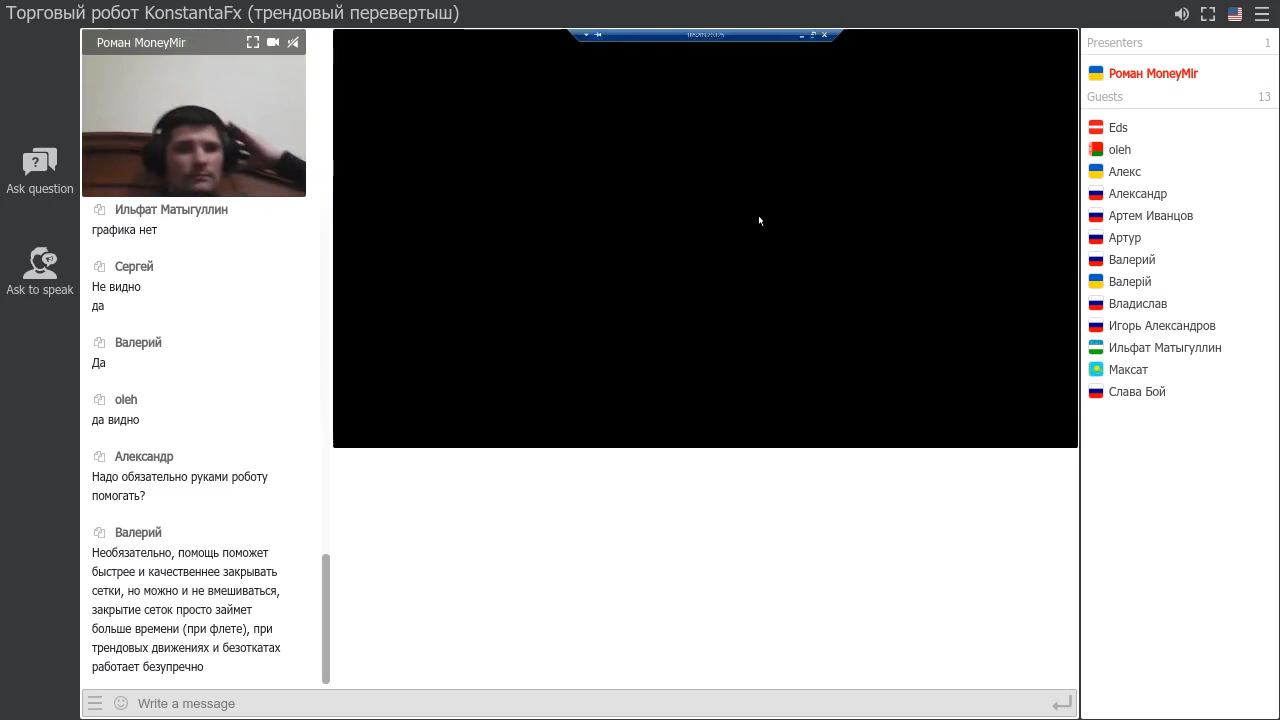 Торговый робот KonstantaFx (трендовый перевертыш)
Ask question
Ask to speak
Роман MoneyMir
Ильфат Матыгуллин
графика нет
Сергей
Не видно
да
Валерий
Да
oleh
да видно
Александр
Надо обязательно руками роботу
помогать?
Валерий
Необязательно, помощь поможет
быстрее и качественнее закрывать
сетки, но можно и не вмешиваться,
закрытие сеток просто займет
больше времени (при флете), при
трендовых движениях и безоткатах
работает безупречно
Write a message
Presenters 1
Роман MoneyMir
Guests 13
Eds
oleh
Алекс
Александр
Артем Иванцов
Артур
Валерий
Валерій
Владислав
Игорь Александров
Ильфат Матыгуллин
Максат
Слава Бой